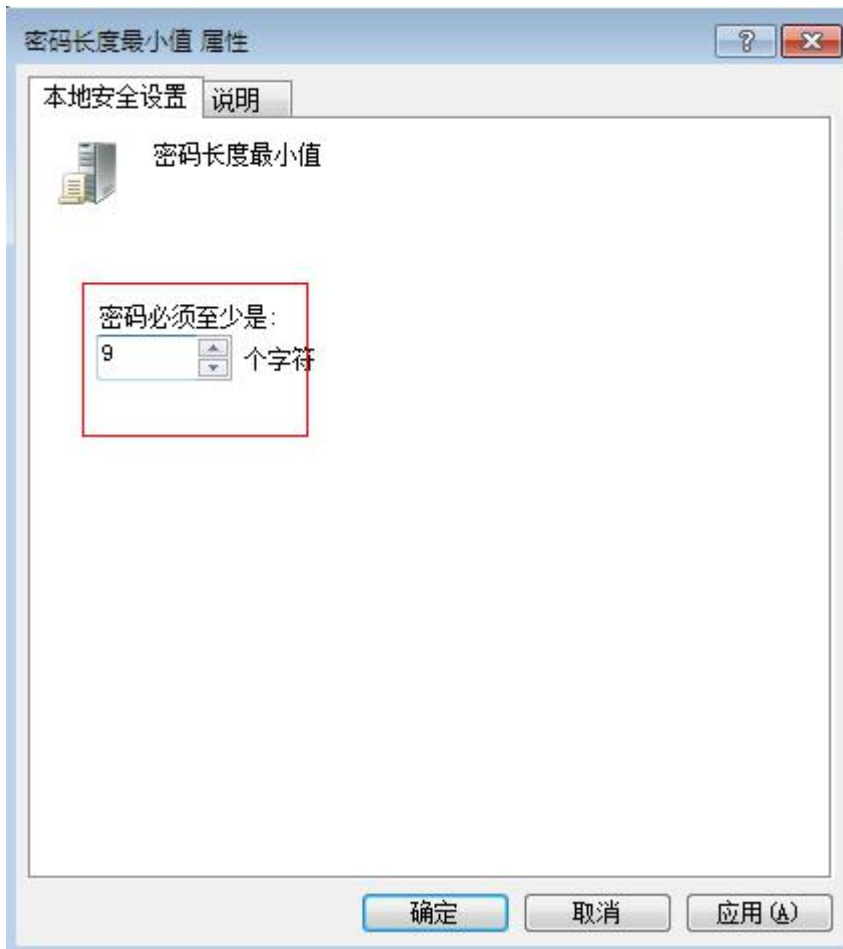 密码长度最小值 属性
本地安全设置 说明
密码长度最小值
密码必须至少是:
9 个字符
确定 取消 应用(A)